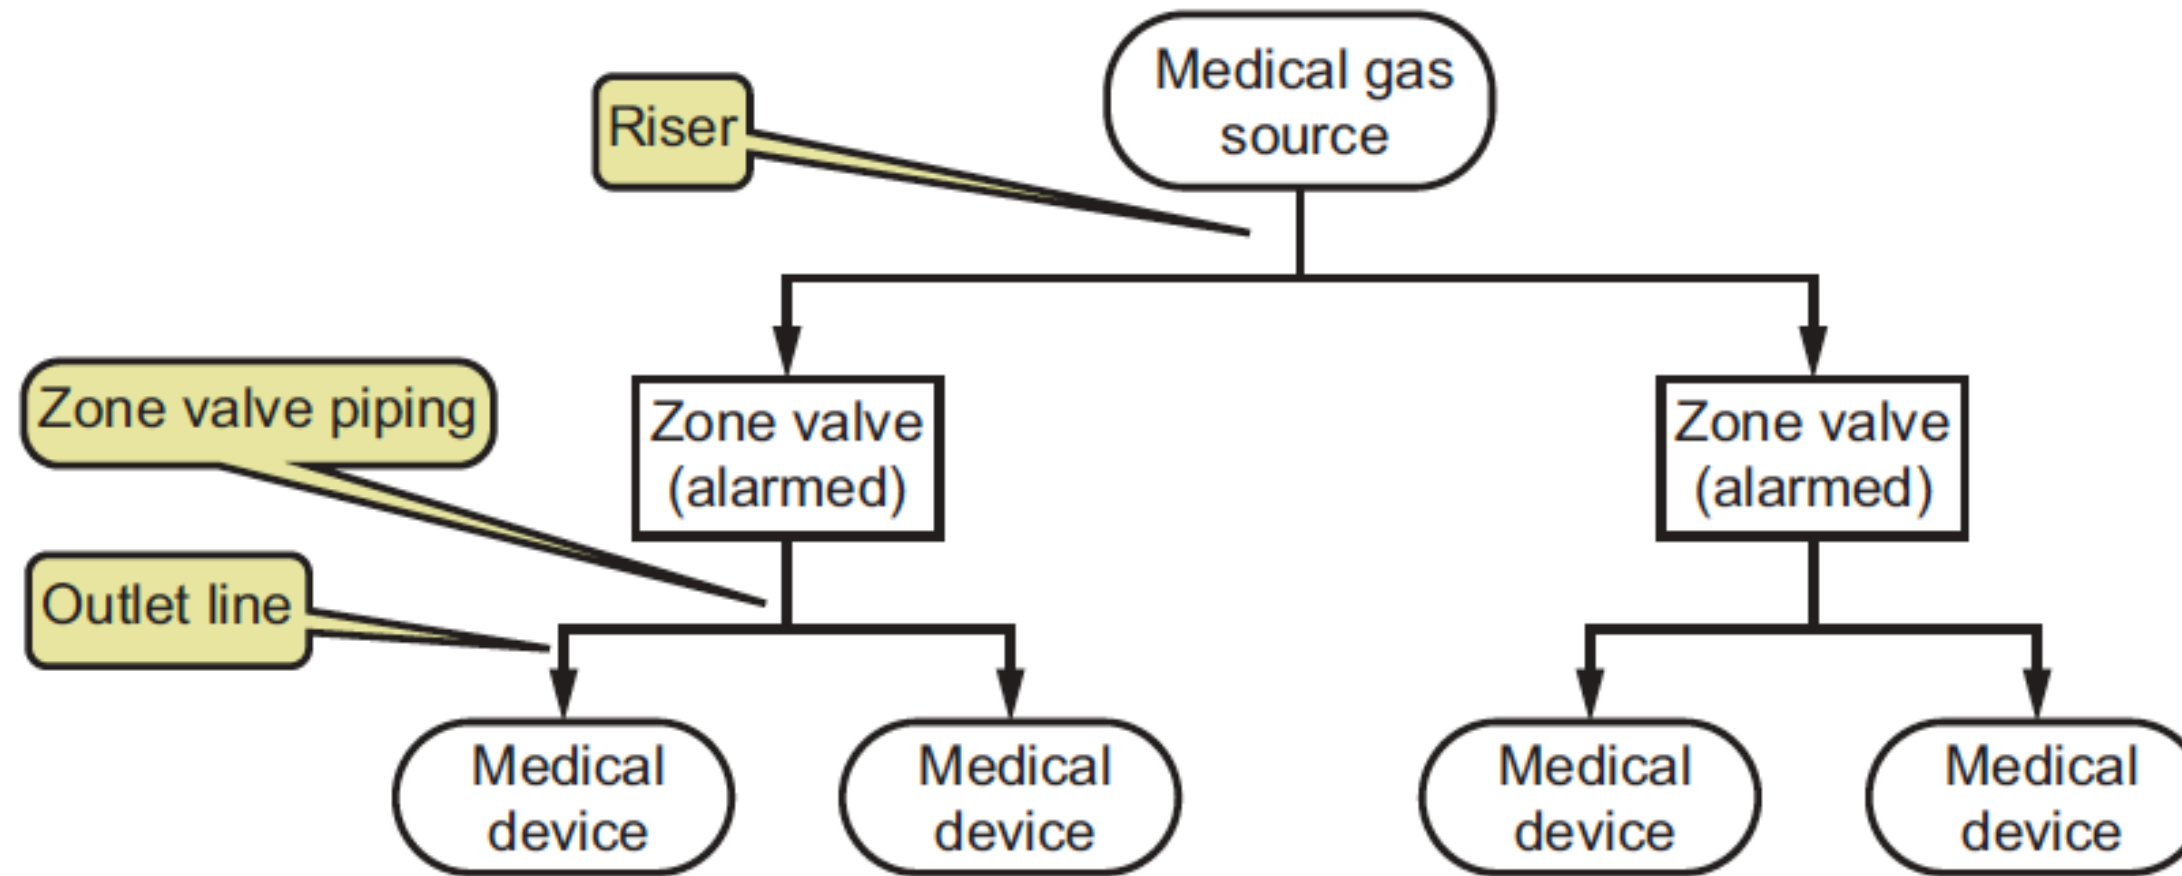 Medical gas
source
Riser
Zone valve piping
Zone valve
(alarmed)
Zone valve
(alarmed)
Outlet line
Medical
device
Medical
device
Medical
device
Medical
device